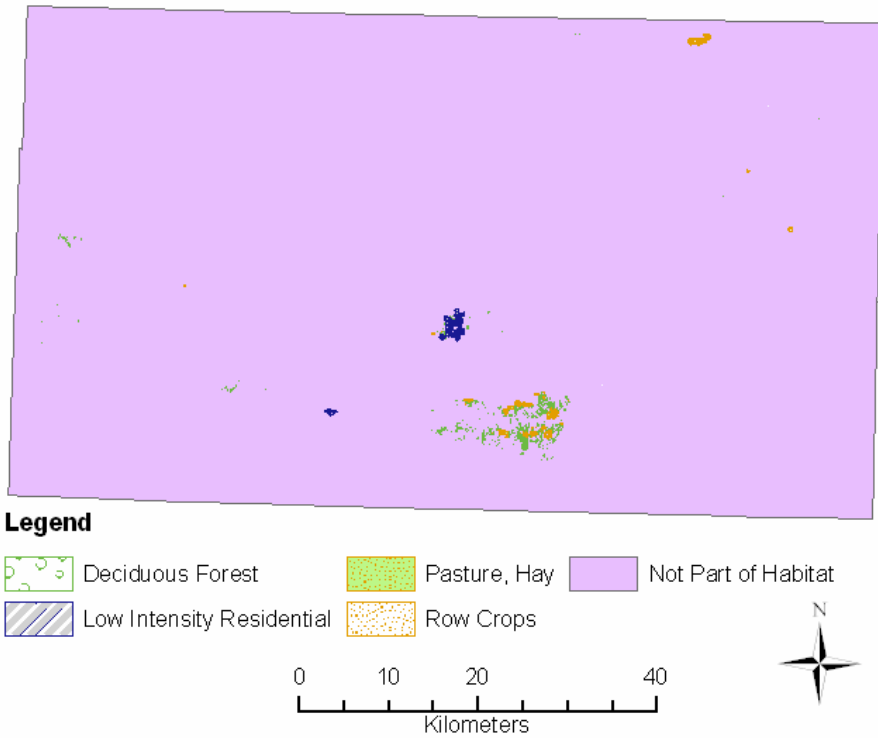 Legend
Deciduous Forest
Pasture, Hay
Not Part of Habitat
Low Intensity Residential
Row Crops
N
0 10 20 40
Kilometers